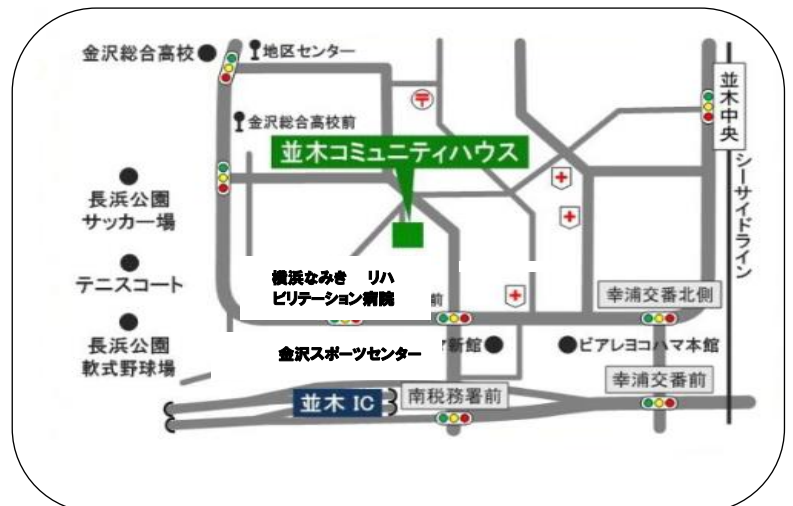 金沢総合高校
地区センター
金沢総合高校前
並木コミュニティハウス
並木中央
シーサイドライン
長浜公園
サッカー場
テニスコート
長浜公園
軟式野球場
横浜なみき リハ
ビリテーション病院
前
幸浦交番北側
金沢スポーツセンター
マ新館
ビアレヨコハマ本館
幸浦交番前
並木 IC
南税務署前